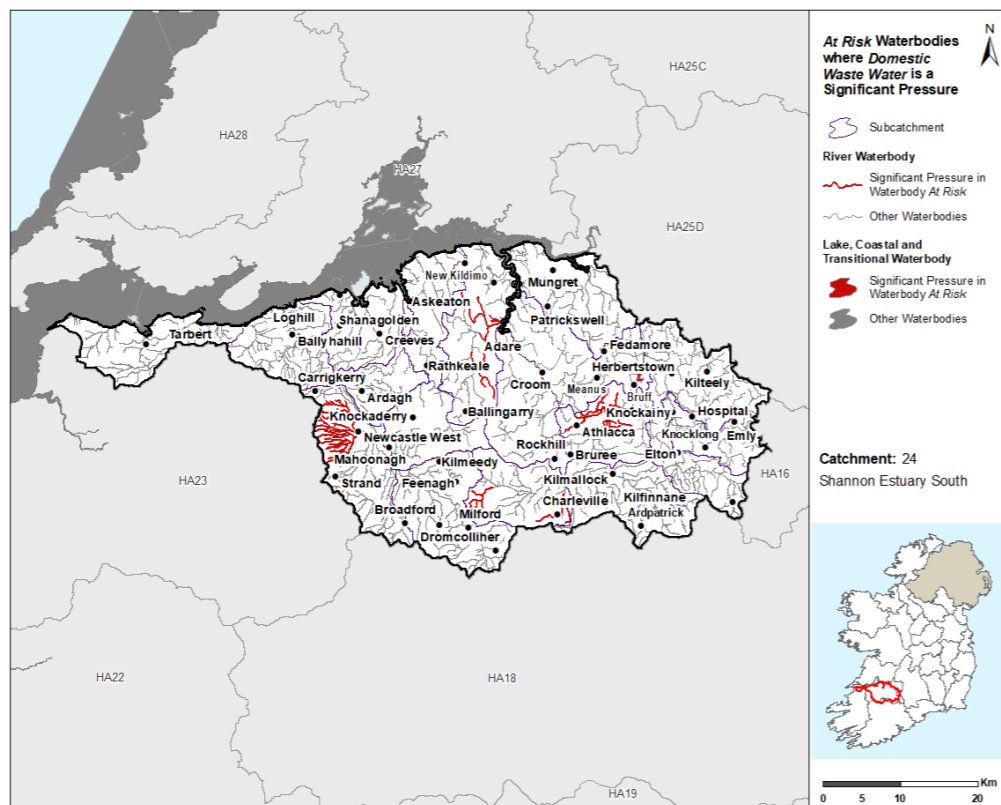 At Risk Waterbodies
where Domestic
Waste Water is a
Significant Pressure
N
Subcatchment
River Waterbody
Significant Pressure in
Waterbody At Risk
Other Waterbodies
Lake, Coastal and
Transitional Waterbody
Significant Pressure in
Waterbody At Risk
Other Waterbodies
Catchment: 24
Shannon Estuary South
Km
0 5 10 20
HA25C
HA28
HA27
HA25D
HA23
HA16
HA22
HA18
HA19
New Kildimo
Mungret
Askeaton
Loghill
Shanagolden
Patrickswell
Tarbert
Ballyhahill
Creeves
Adare
Fedamore
Rathkeale
Herbertstown
Carrigkerry
Croom
Meanus
Kilteely
Ardagh
Bruff
Knockaderry
Ballingarry
Knockainy
Hospital
Newcastle West
Athlacca
Knocklong
Emly
Rockhill
Mahoonagh
Kilmeedy
Bruree
Elton
Strand
Feenagh
Kilmallock
Broadford
Milford
Charleville
Kilfinnane
Ardpatrick
Dromcolliher